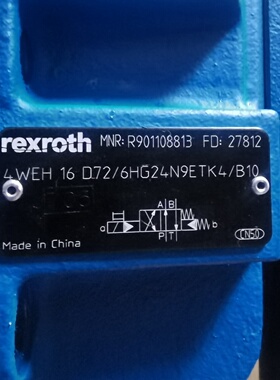 rexroth MNR: R901108813 FD: 27812
4WEH 16 D72/6HG24N9ETK4/B10
A B
a b
P T
Made in China CN50